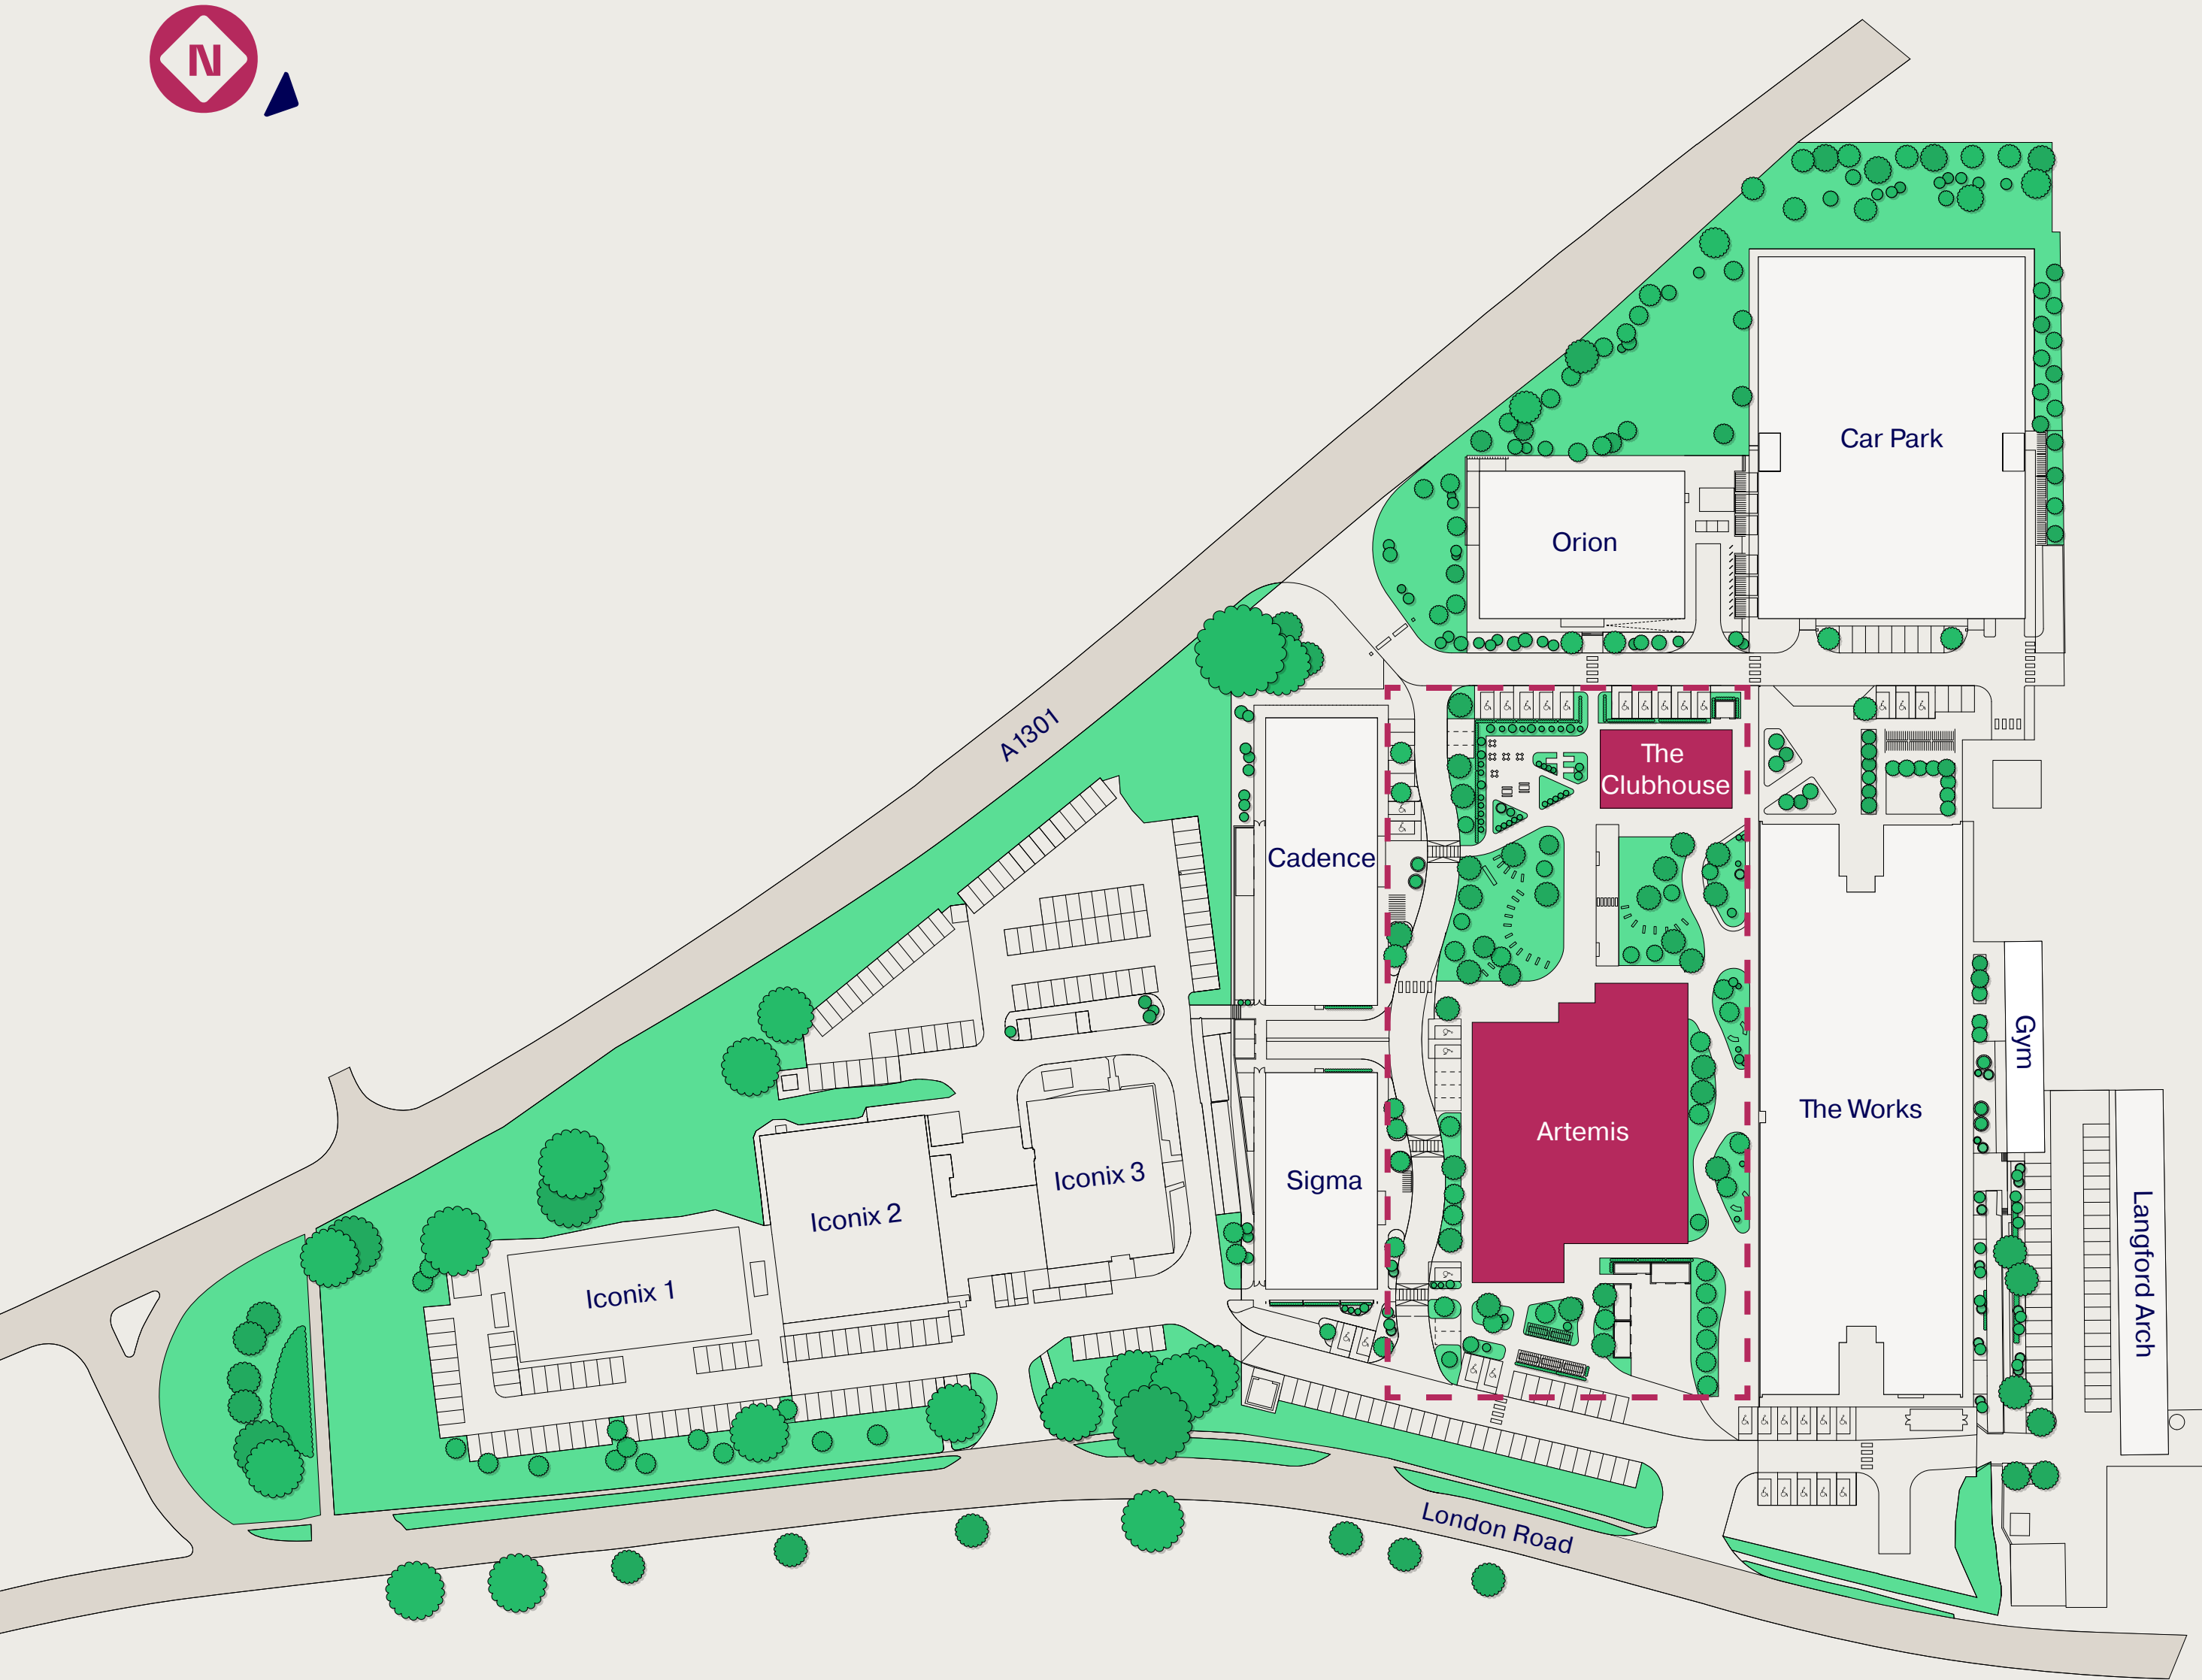 N
Car Park
Orion
A1301
The
Clubhouse
Cadence
Gym
The Works
Artemis
Sigma
Iconix 3
Iconix 2
Iconix 1
Langford Arch
London Road